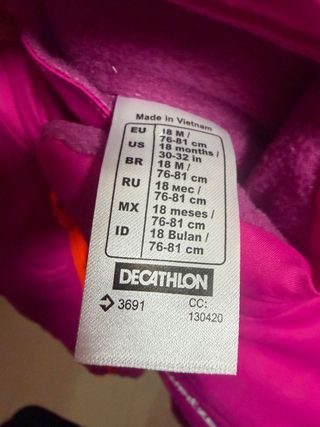 Made in Vietnam
EU 18 M /
76-81 cm
US 18 months /
30-32 in
BR 18 M /
76-81 cm
RU 18 мес /
76-81 cm
MX 18 meses /
76-81 cm
ID 18 Bulan /
76-81 cm
DECATHLON
3691 CC:
130420